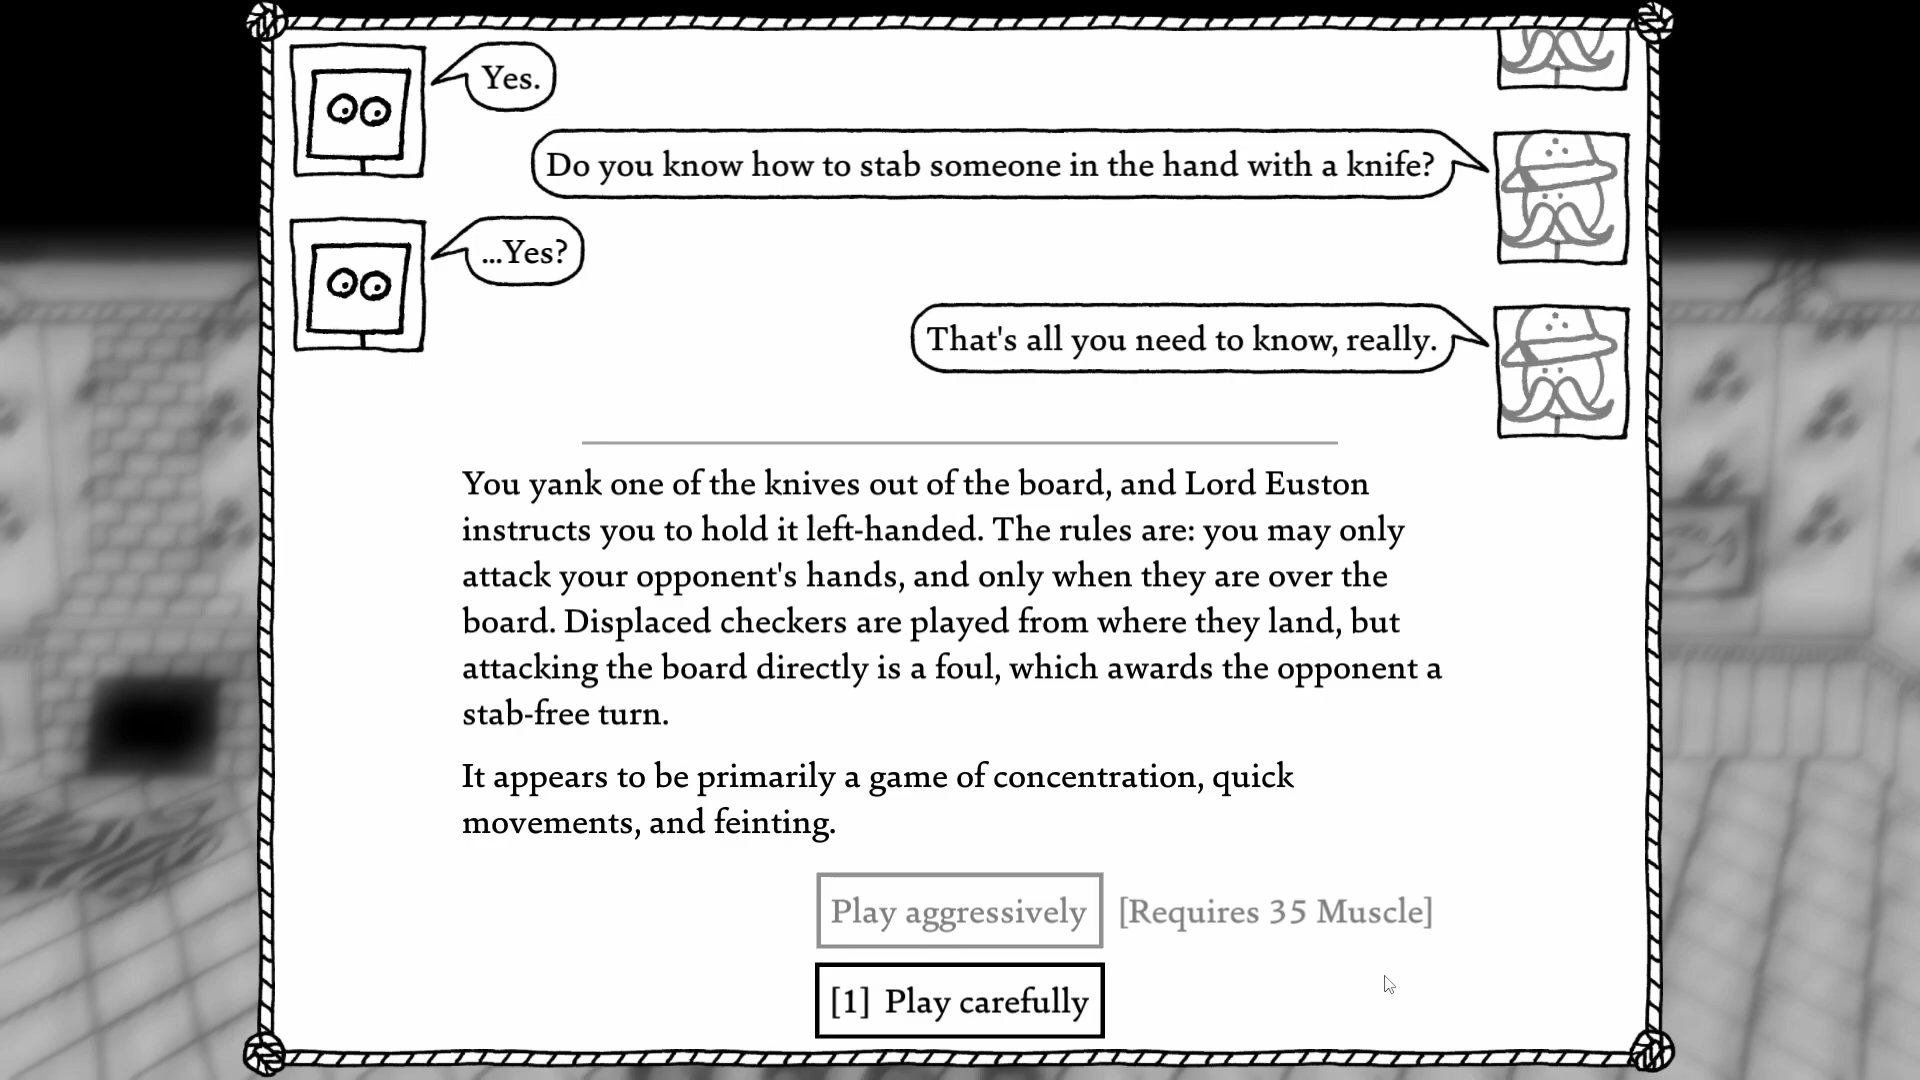 Yes.
Do you know how to stab someone in the hand with a knife?
...Yes?
That's all you need to know, really.
You yank one of the knives out of the board, and Lord Euston
instructs you to hold it left-handed. The rules are: you may only
attack your opponent's hands, and only when they are over the
board. Displaced checkers are played from where they land, but
attacking the board directly is a foul, which awards the opponent a
stab-free turn.
It appears to be primarily a game of concentration, quick
movements, and feinting.
Play aggressively [Requires 35 Muscle]
[1] Play carefully